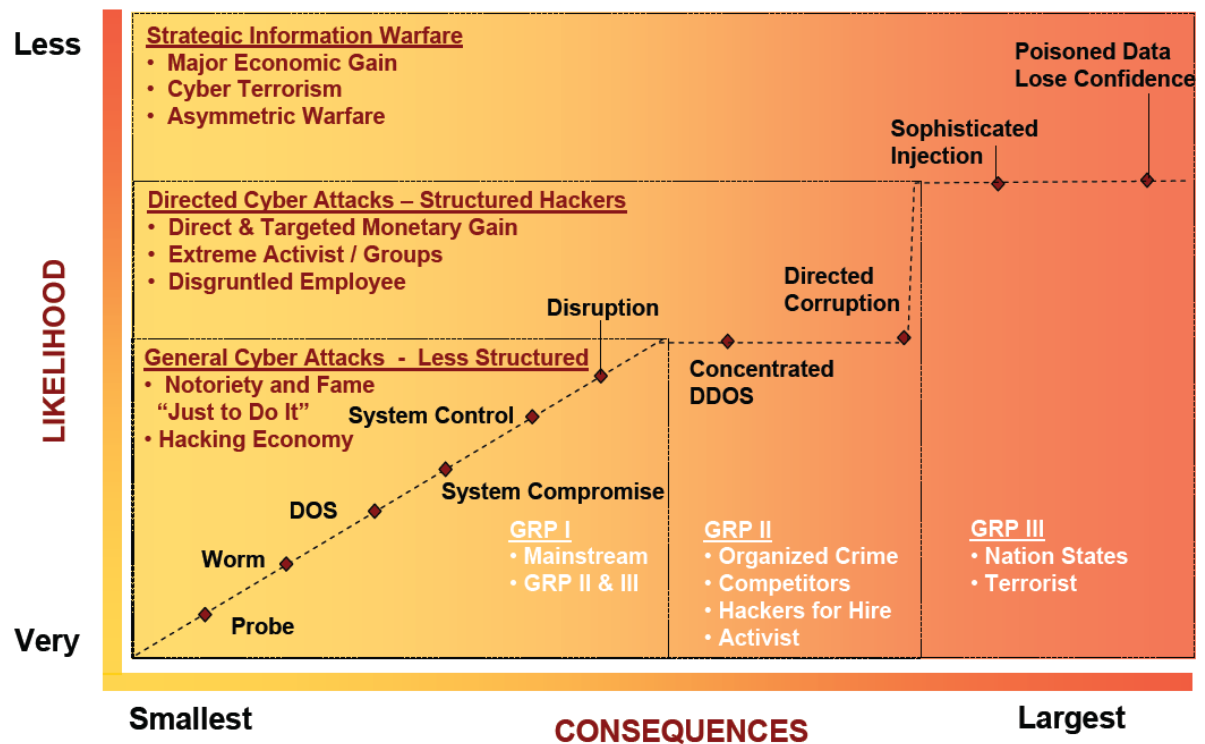 Less
Strategic Information Warfare
• Major Economic Gain
• Cyber Terrorism
• Asymmetric Warfare
Poisoned Data
Lose Confidence
Sophisticated
Injection
Directed Cyber Attacks – Structured Hackers
• Direct & Targeted Monetary Gain
• Extreme Activist / Groups
• Disgruntled Employee
Directed
Corruption
Disruption
General Cyber Attacks - Less Structured
• Notoriety and Fame
“Just to Do It”
• Hacking Economy
Concentrated
DDOS
System Control
System Compromise
DOS
Worm
Probe
GRP I
• Mainstream
• GRP II & III
GRP II
• Organized Crime
• Competitors
• Hackers for Hire
• Activist
GRP III
• Nation States
• Terrorist
LIKELIHOOD
Very
Smallest
CONSEQUENCES
Largest